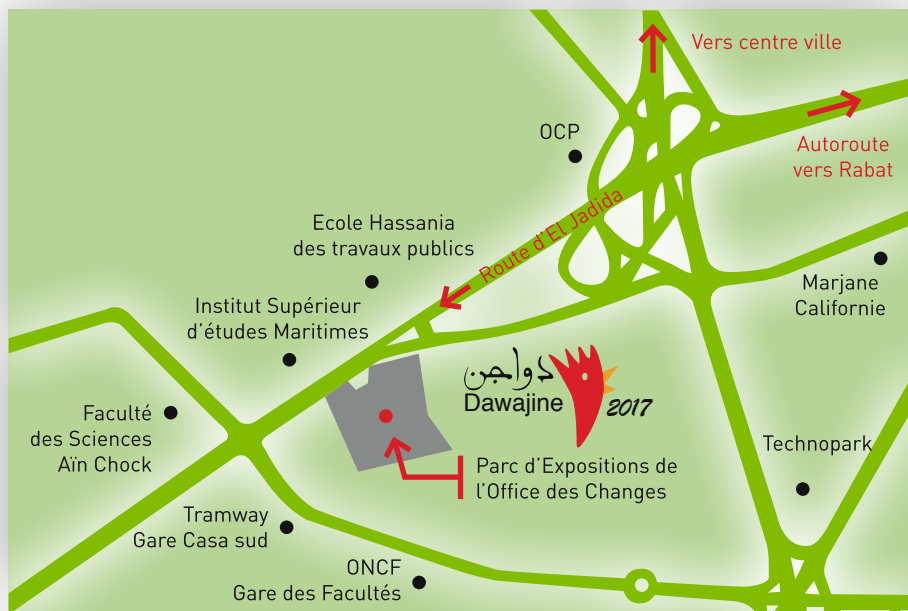 Vers centre ville
OCP
Autoroute
vers Rabat
Ecole Hassania
des travaux publics
Route d'El Jadida
Marjane
Californie
Institut Supérieur
d'études Maritimes
دواجن
Dawajine
2017
Faculté
des Sciences
Aïn Chock
Technopark
Parc d'Expositions de
l'Office des Changes
Tramway
Gare Casa sud
ONCF
Gare des Facultés